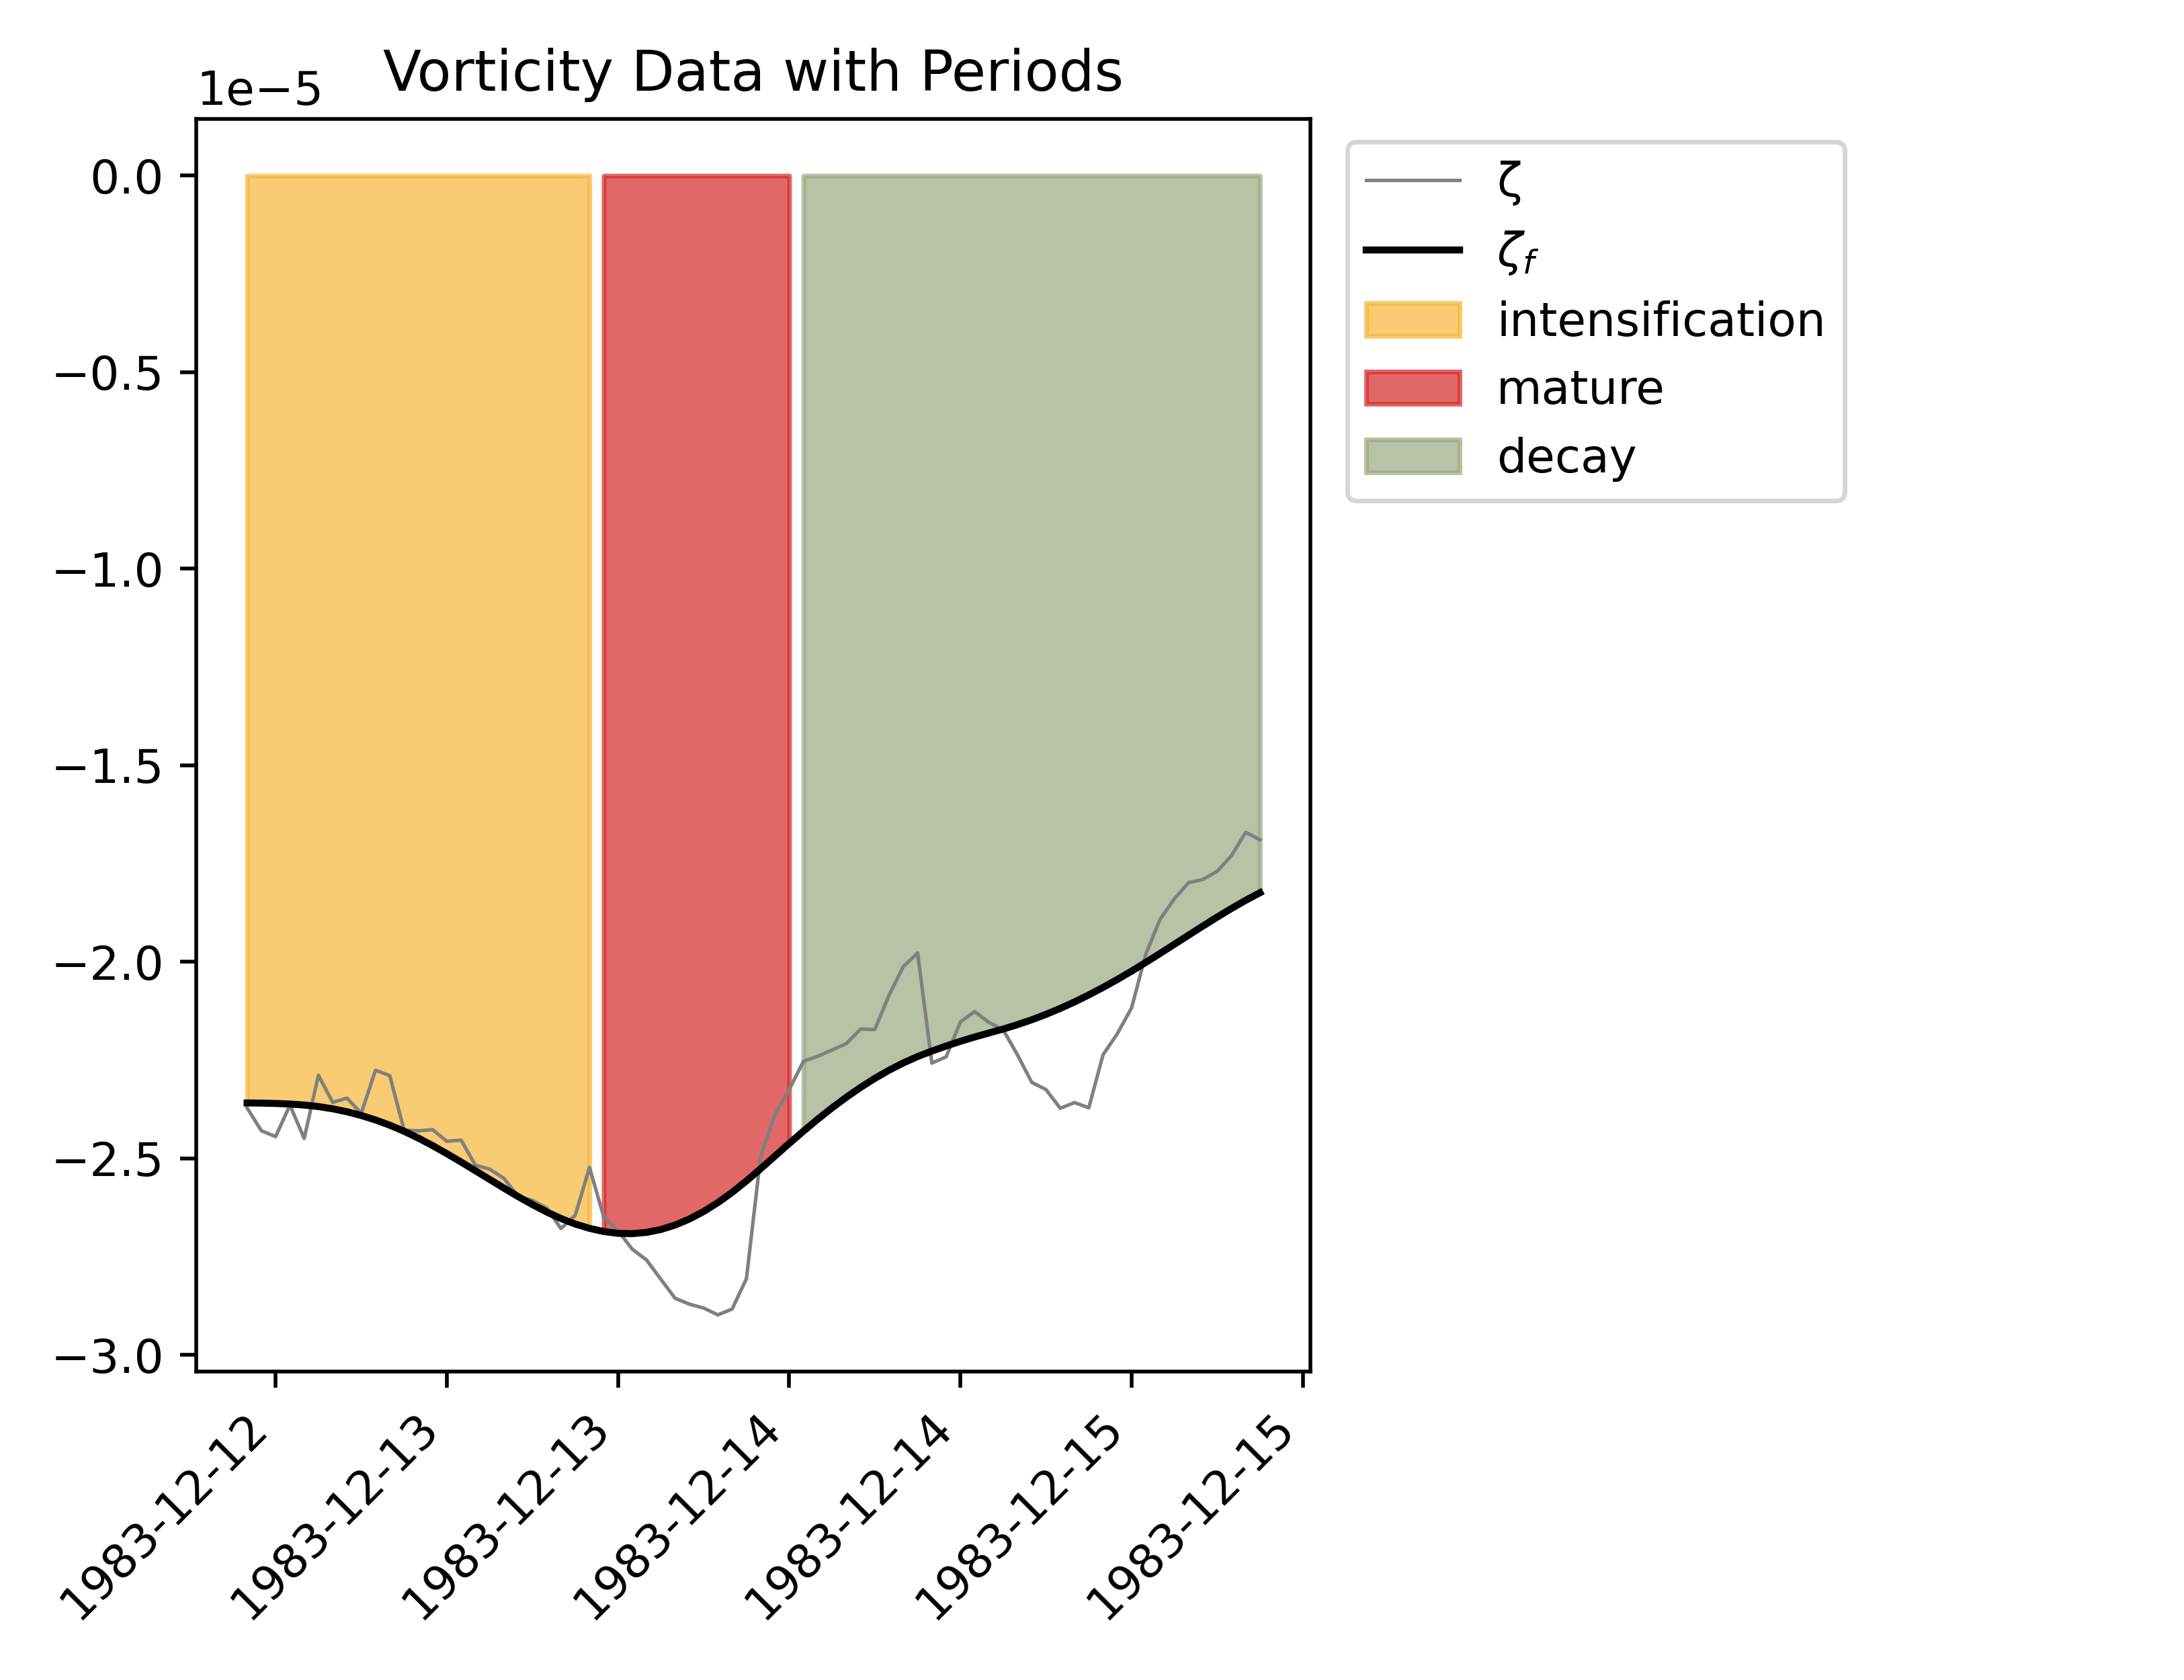 Vorticity Data with Periods
1e−5
0.0
−0.5
−1.0
−1.5
−2.0
−2.5
−3.0
1983-12-12
1983-12-13
1983-12-13
1983-12-14
1983-12-14
1983-12-15
1983-12-15
ζ
ζf
intensification
mature
decay